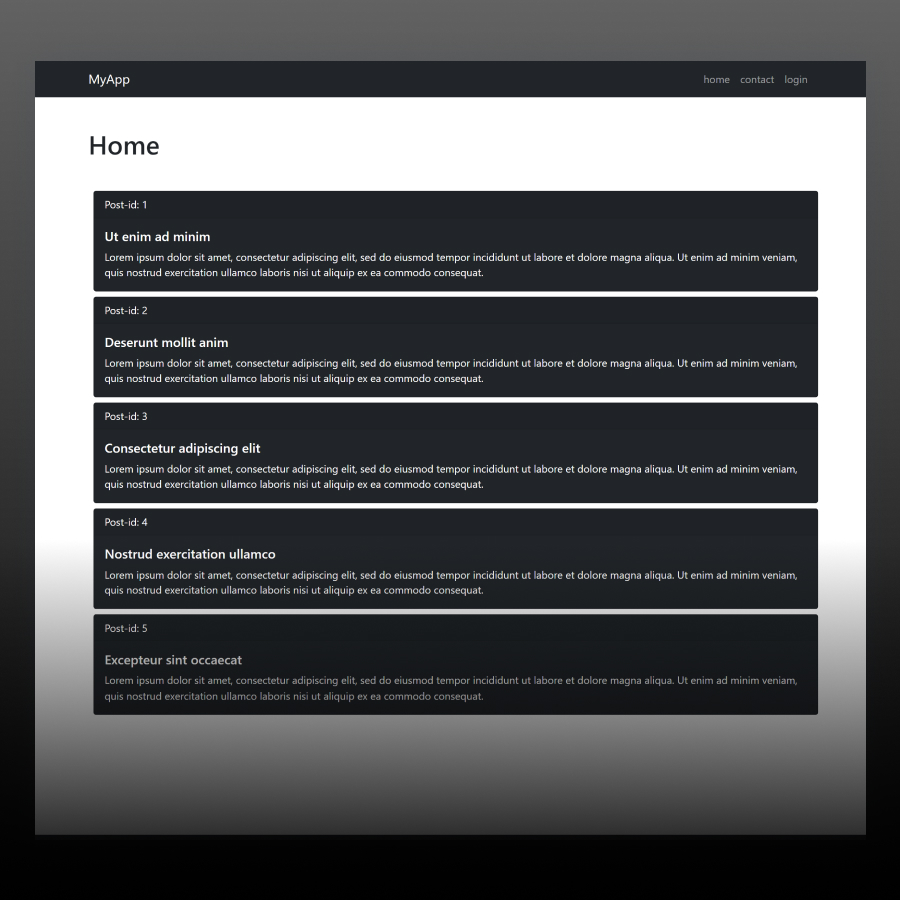 MyApp
home contact login
Home
Post-id: 1
Ut enim ad minim
Lorem ipsum dolor sit amet, consectetur adipiscing elit, sed do eiusmod tempor incididunt ut labore et dolore magna aliqua. Ut enim ad minim veniam,
quis nostrud exercitation ullamco laboris nisi ut aliquip ex ea commodo consequat.
Post-id: 2
Deserunt mollit anim
Lorem ipsum dolor sit amet, consectetur adipiscing elit, sed do eiusmod tempor incididunt ut labore et dolore magna aliqua. Ut enim ad minim veniam,
quis nostrud exercitation ullamco laboris nisi ut aliquip ex ea commodo consequat.
Post-id: 3
Consectetur adipiscing elit
Lorem ipsum dolor sit amet, consectetur adipiscing elit, sed do eiusmod tempor incididunt ut labore et dolore magna aliqua. Ut enim ad minim veniam,
quis nostrud exercitation ullamco laboris nisi ut aliquip ex ea commodo consequat.
Post-id: 4
Nostrud exercitation ullamco
Lorem ipsum dolor sit amet, consectetur adipiscing elit, sed do eiusmod tempor incididunt ut labore et dolore magna aliqua. Ut enim ad minim veniam,
quis nostrud exercitation ullamco laboris nisi ut aliquip ex ea commodo consequat.
Post-id: 5
Excepteur sint occaecat
Lorem ipsum dolor sit amet, consectetur adipiscing elit, sed do eiusmod tempor incididunt ut labore et dolore magna aliqua. Ut enim ad minim veniam,
quis nostrud exercitation ullamco laboris nisi ut aliquip ex ea commodo consequat.